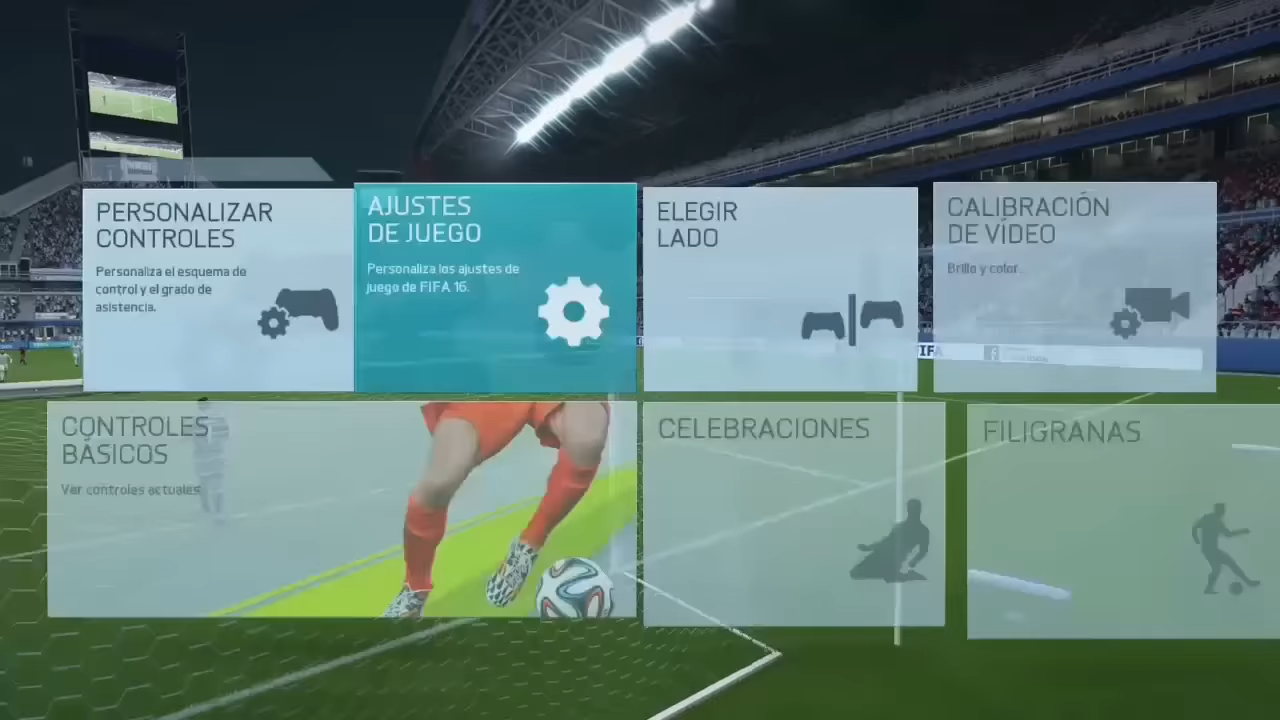 PERSONALIZAR
CONTROLES
Personaliza el esquema de
control y el grado de
asistencia.
AJUSTES
DE JUEGO
Personaliza los ajustes de
juego de FIFA 16.
ELEGIR
LADO
CALIBRACIÓN
DE VÍDEO
Brillo y color.
FIFA
CONTROLES
BÁSICOS
Ver controles actuales
CELEBRACIONES
FILIGRANAS